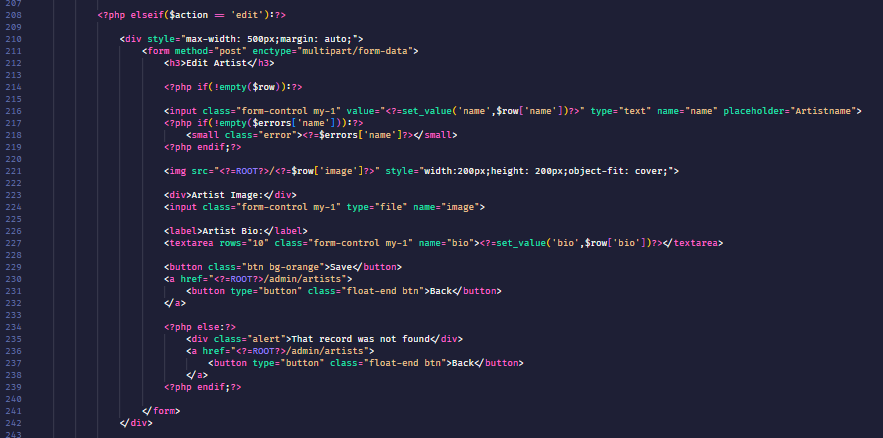 207
208 <?php elseif($action == 'edit'):?>
209
210 <div style="max-width: 500px;margin: auto;">
211 <form method="post" enctype="multipart/form-data">
212 <h3>Edit Artist</h3>
213
214 <?php if(!empty($row)):?>
215
216 <input class="form-control my-1" value="<?=set_value('name',$row['name'])?>" type="text" name="name" placeholder="Artistname">
217 <?php if(!empty($errors['name'])):?>
218 <small class="error"><?=$errors['name']?></small>
219 <?php endif;?>
220
221 <img src="<?=ROOT?>/<?=$row['image']?>" style="width:200px;height: 200px;object-fit: cover;">
222
223 <div>Artist Image:</div>
224 <input class="form-control my-1" type="file" name="image">
225
226 <label>Artist Bio:</label>
227 <textarea rows="10" class="form-control my-1" name="bio"><?=set_value('bio',$row['bio'])?></textarea>
228
229 <button class="btn bg-orange">Save</button>
230 <a href="<?=ROOT?>/admin/artists">
231 <button type="button" class="float-end btn">Back</button>
232 </a>
233
234 <?php else:?>
235 <div class="alert">That record was not found</div>
236 <a href="<?=ROOT?>/admin/artists">
237 <button type="button" class="float-end btn">Back</button>
238 </a>
239 <?php endif;?>
240
241 </form>
242 </div>
243